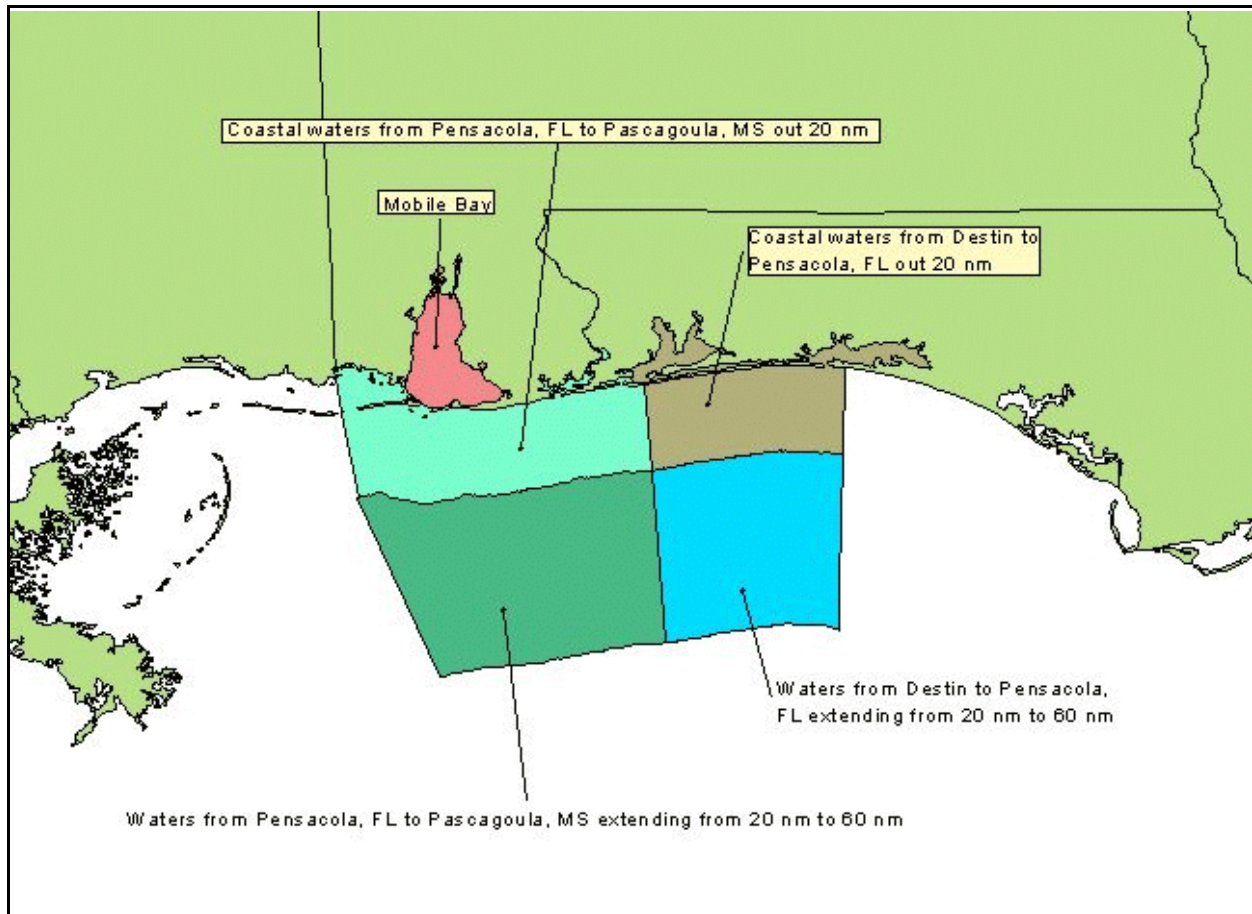 Coastal waters from Pensacola, FL to Pascagoula, MS out 20 nm
Mobile Bay
Coastal waters from Destin to
Pensacola, FL out 20 nm
Waters from Destin to Pensacola,
FL extending from 20 nm to 60 nm
Waters from Pensacola, FL to Pascagoula, MS extending from 20 nm to 60 nm